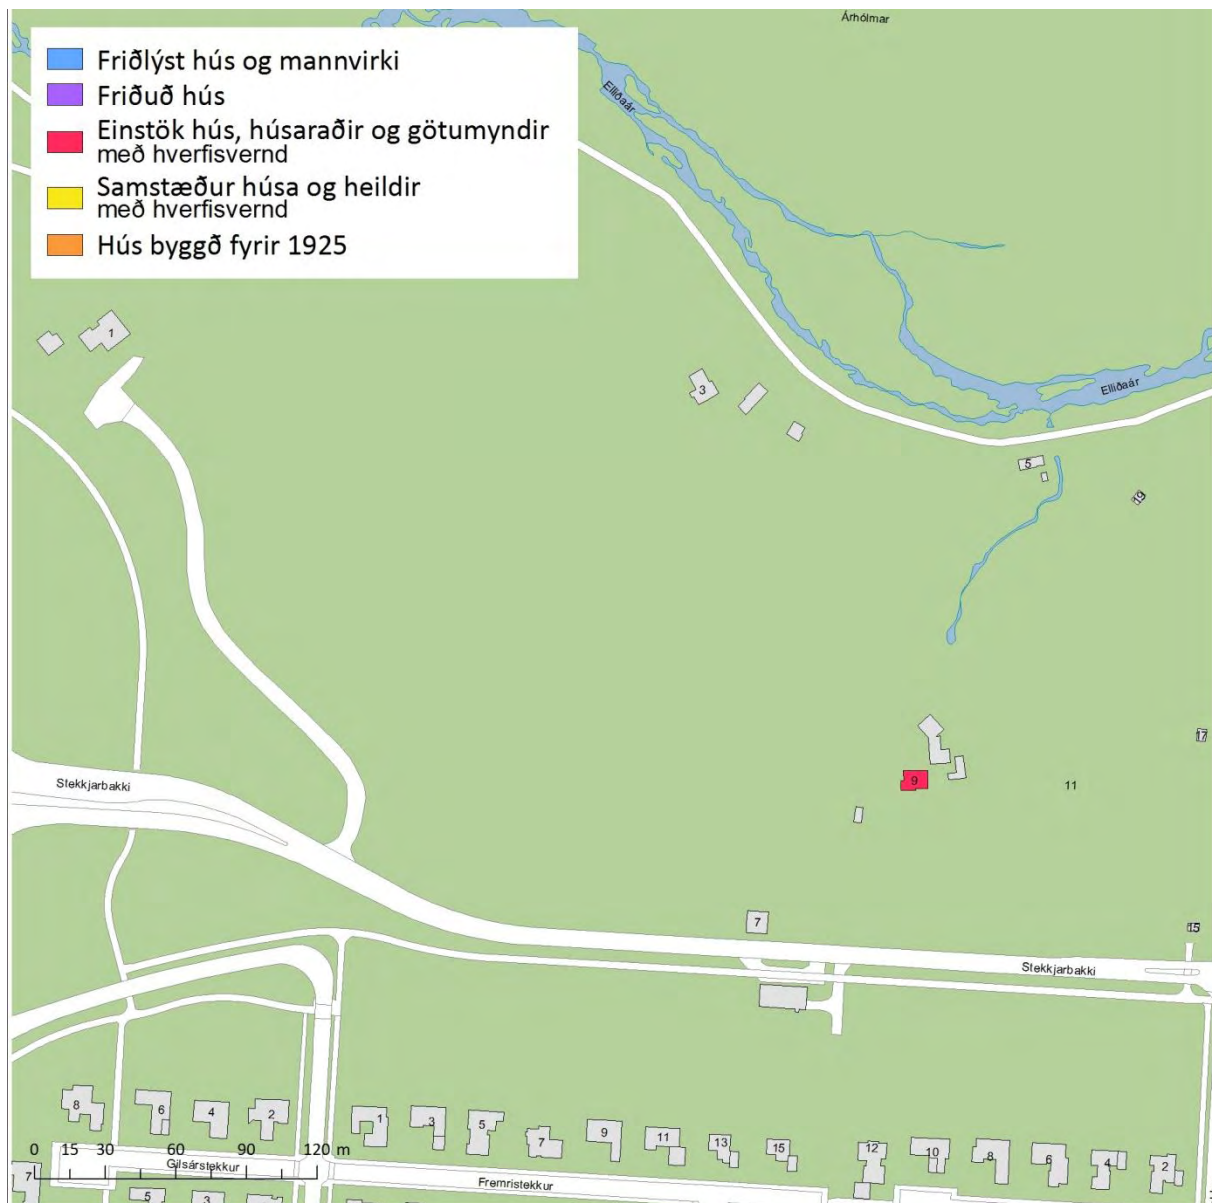 Árhólmar
Friðlýst hús og mannvirki
Friðuð hús
Einstök hús, húsaraðir og götumyndir
með hverfisvernd
Samstæður húsa og heildir
með hverfisvernd
Hús byggð fyrir 1925
Elliðaár
1
3
Elliðaár
5
19
17
Stekkjarbakki
9
11
7
15
Stekkjarbakki
8
6
4
2
1
3
5
7
9
11
13
15
12
10
8
6
4
2
0 15 30 60 90 120 m
Gilsárstekkur
7
Fremristekkur
5
3